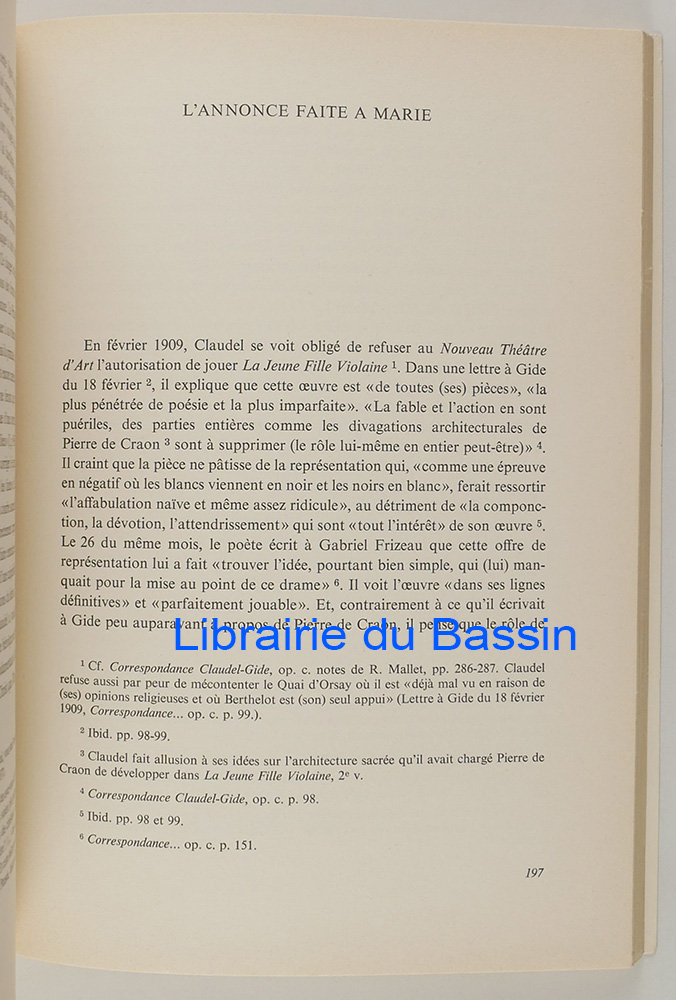 L'ANNONCE FAITE A MARIE
En février 1909, Claudel se voit obligé de refuser au Nouveau Théâtre
d'Art l'autorisation de jouer La Jeune Fille Violaine 1. Dans une lettre à Gide
du 18 février 2, il explique que cette œuvre est «de toutes (ses) pièces», «la
plus pénétrée de poésie et la plus imparfaite». «La fable et l'action en sont
puériles, des parties entières comme les divagations architecturales de
Pierre de Craon 3 sont à supprimer (le rôle lui-même en entier peut-être)» 4.
Il craint que la pièce ne pâtisse de la représentation qui, «comme une épreuve
en négatif où les blancs viennent en noir et les noirs en blanc», ferait ressortir
«l'affabulation naïve et même assez ridicule», au détriment de «la componc-
tion, la dévotion, l'attendrissement» qui sont «tout l'intérêt» de son œuvre 5.
Le 26 du même mois, le poète écrit à Gabriel Frizeau que cette offre de
représentation lui a fait «trouver l'idée, pourtant bien simple, qui (lui) man-
quait pour la mise au point de ce drame» 6. Il voit l'œuvre «dans ses lignes
définitives» et «parfaitement jouable». Et, contrairement à ce qu'il écrivait
à Gide peu auparavant à propos de Pierre de Craon, il pense que le rôle de
Librairie du Bassin
1 Cf. Correspondance Claudel-Gide, op. c. notes de R. Mallet, pp. 286-287. Claudel
refuse aussi par peur de mécontenter le Quai d'Orsay où il est «déjà mal vu en raison de
(ses) opinions religieuses et où Berthelot est (son) seul appui» (Lettre à Gide du 18 février
1909, Correspondance... op. c. p. 99.).
2 Ibid. pp. 98-99.
3 Claudel fait allusion à ses idées sur l'architecture sacrée qu'il avait chargé Pierre de
Craon de développer dans La Jeune Fille Violaine, 2e v.
4 Correspondance Claudel-Gide, op. c. p. 98.
5 Ibid. pp. 98 et 99.
6 Correspondance... op. c. p. 151.
197